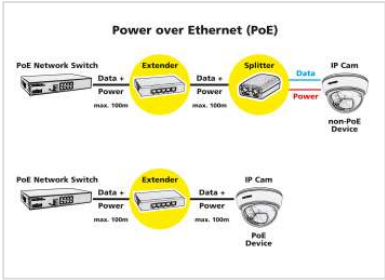 Power over Ethernet (PoE)
PoE Network Switch Extender Splitter IP Cam
Data + Data + Data
Power Power Power
max. 100m max. 100m
non-PoE
Device
PoE Network Switch Extender IP Cam
Data + Data +
Power Power
max. 100m max. 100m
PoE
Device